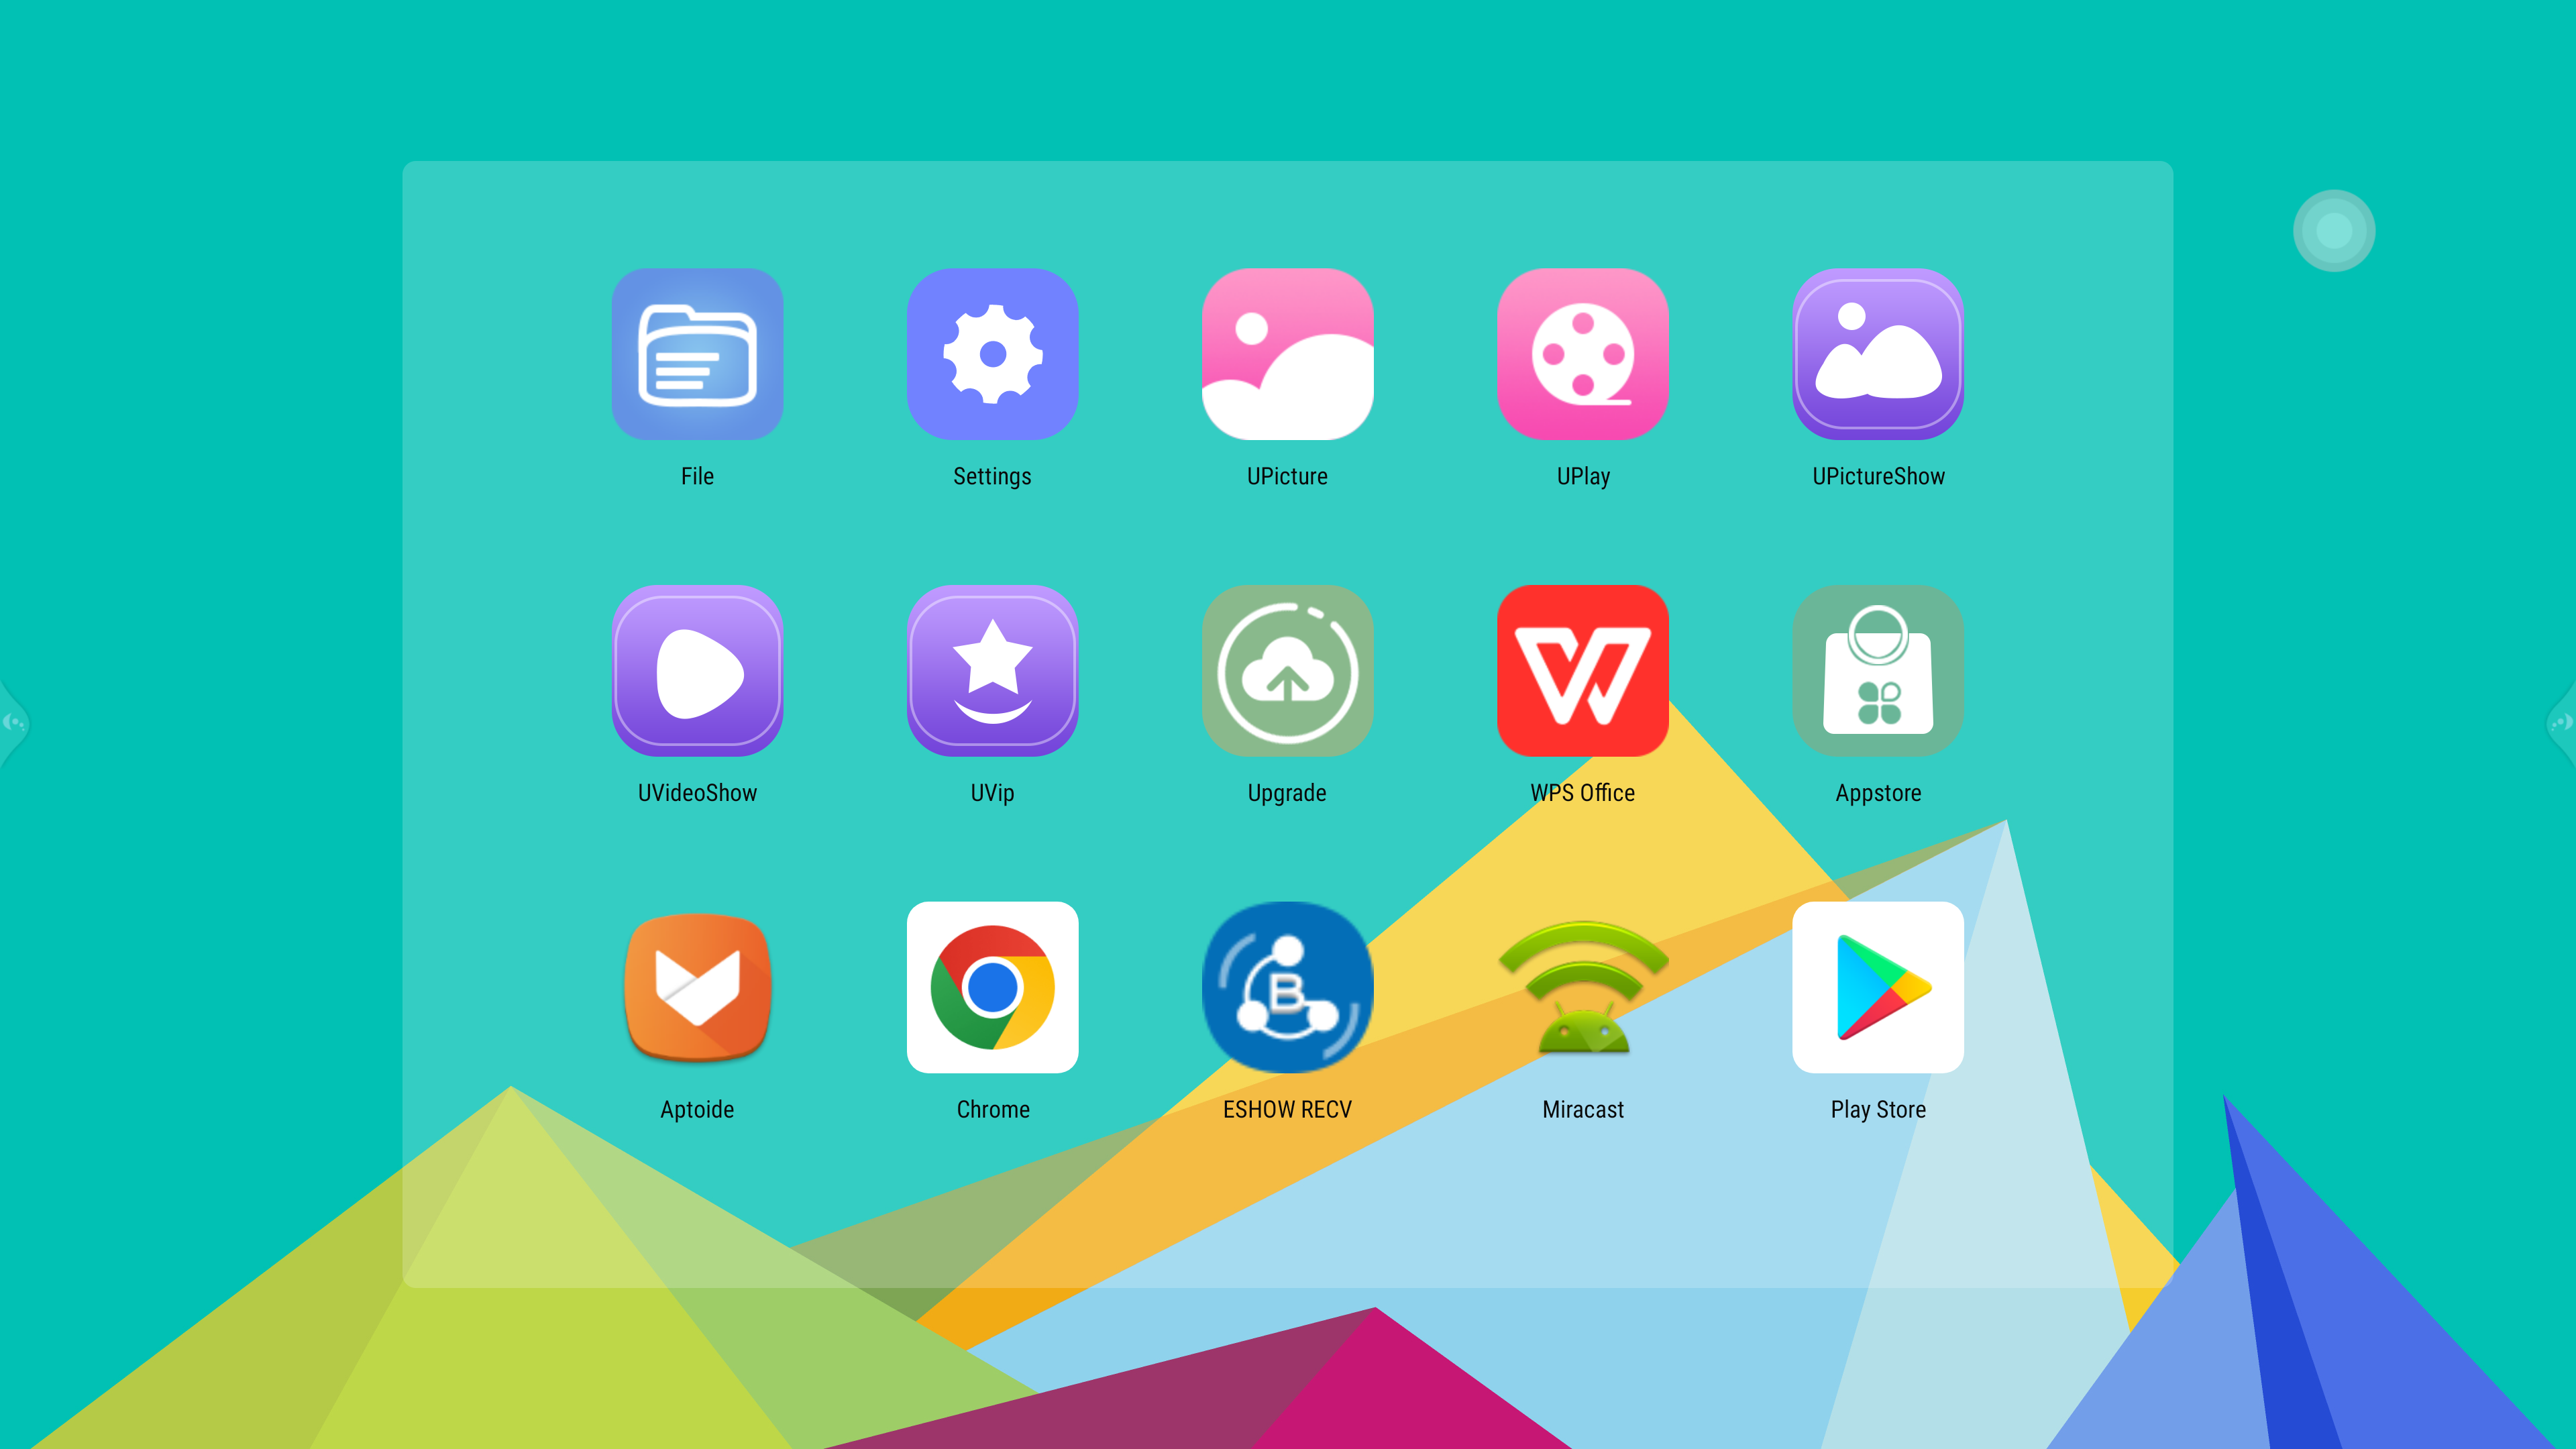 File
Settings
UPicture
UPlay
UPictureShow
UVideoShow
UVip
Upgrade
WPS Office
Appstore
B
Aptoide
Chrome
ESHOW RECV
Miracast
Play Store